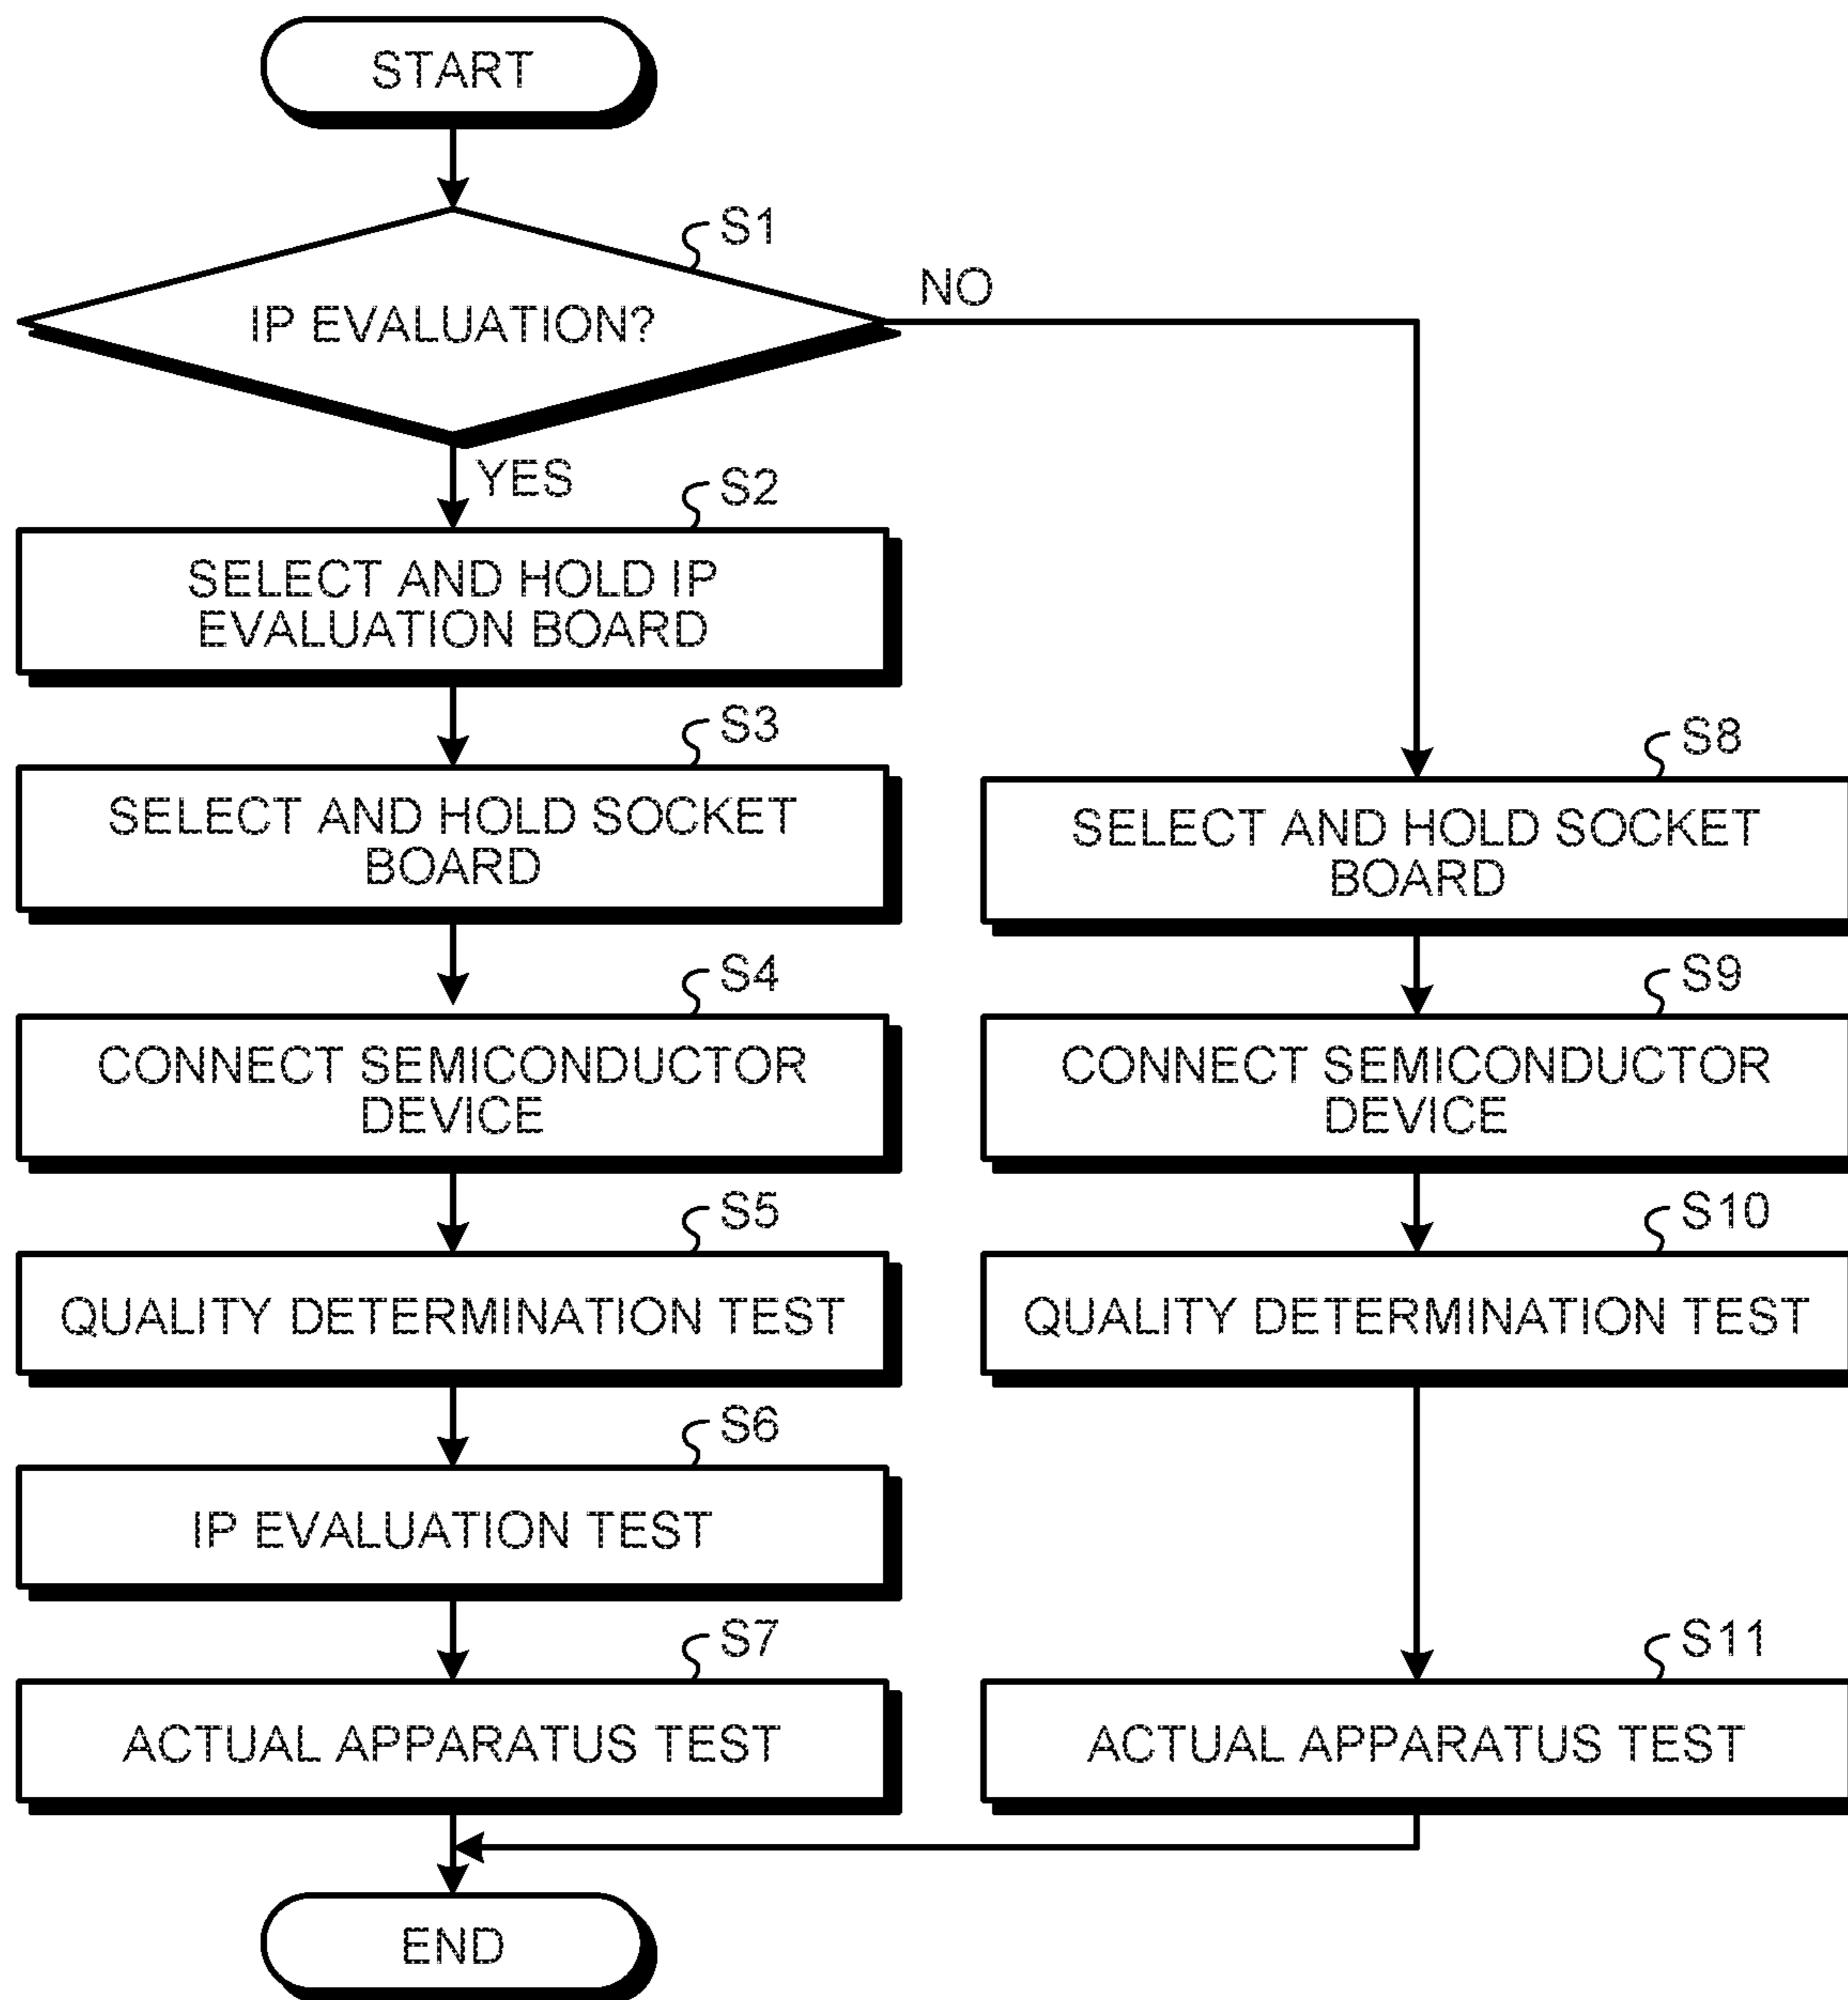 START
S1
IP EVALUATION?
NO
YES
S2
SELECT AND HOLD IP
EVALUATION BOARD
S3
SELECT AND HOLD SOCKET
BOARD
S4
CONNECT SEMICONDUCTOR
DEVICE
S5
QUALITY DETERMINATION TEST
S6
IP EVALUATION TEST
S7
ACTUAL APPARATUS TEST
S8
SELECT AND HOLD SOCKET
BOARD
S9
CONNECT SEMICONDUCTOR
DEVICE
S10
QUALITY DETERMINATION TEST
S11
ACTUAL APPARATUS TEST
END